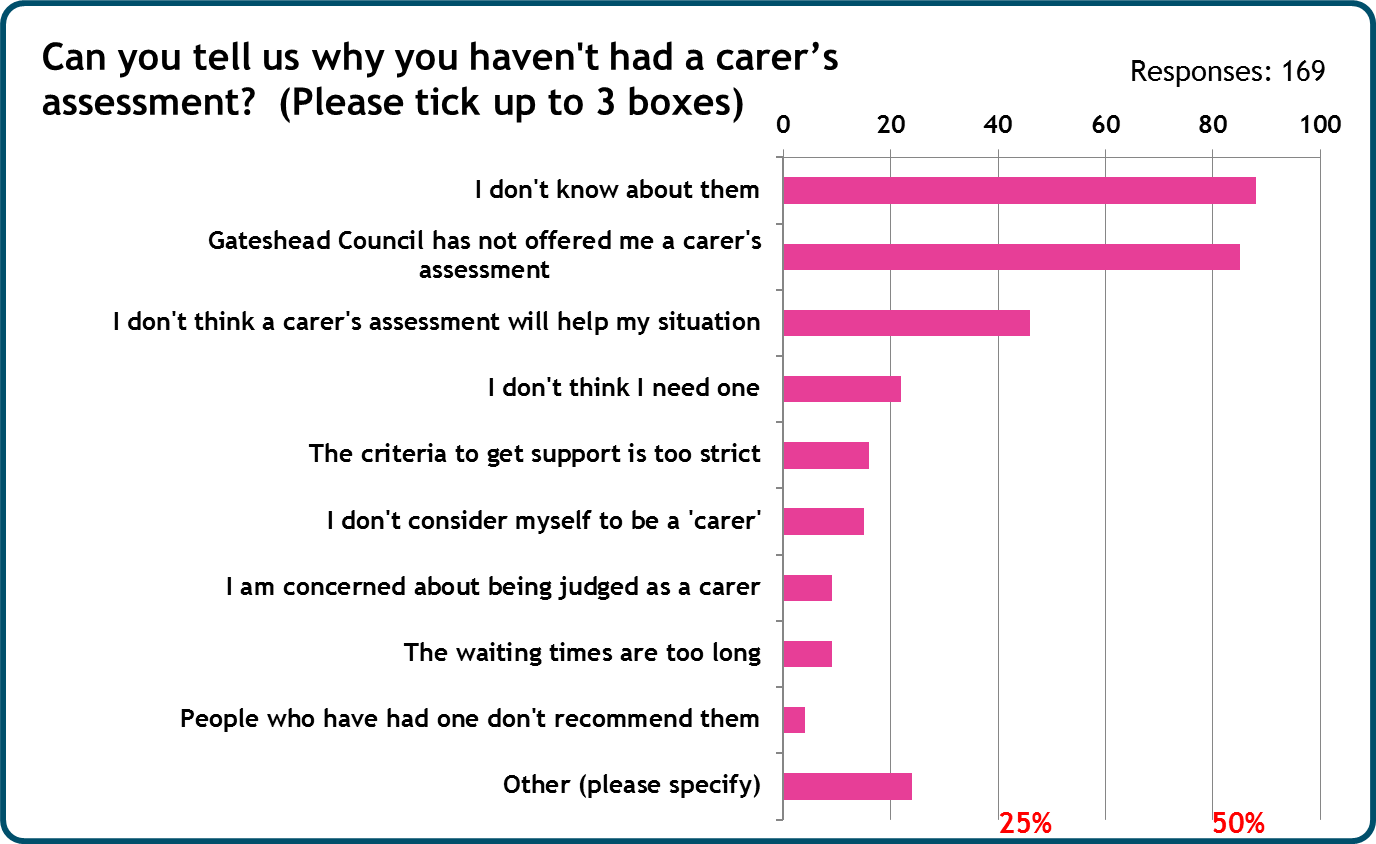 Can you tell us why you haven't had a carer’s
assessment?  (Please tick up to 3 boxes)
Responses: 169
0 20 40 60 80 100
I don't know about them
Gateshead Council has not offered me a carer's
assessment
I don't think a carer's assessment will help my situation
I don't think I need one
The criteria to get support is too strict
I don't consider myself to be a 'carer'
I am concerned about being judged as a carer
The waiting times are too long
People who have had one don't recommend them
Other (please specify)
25% 50%